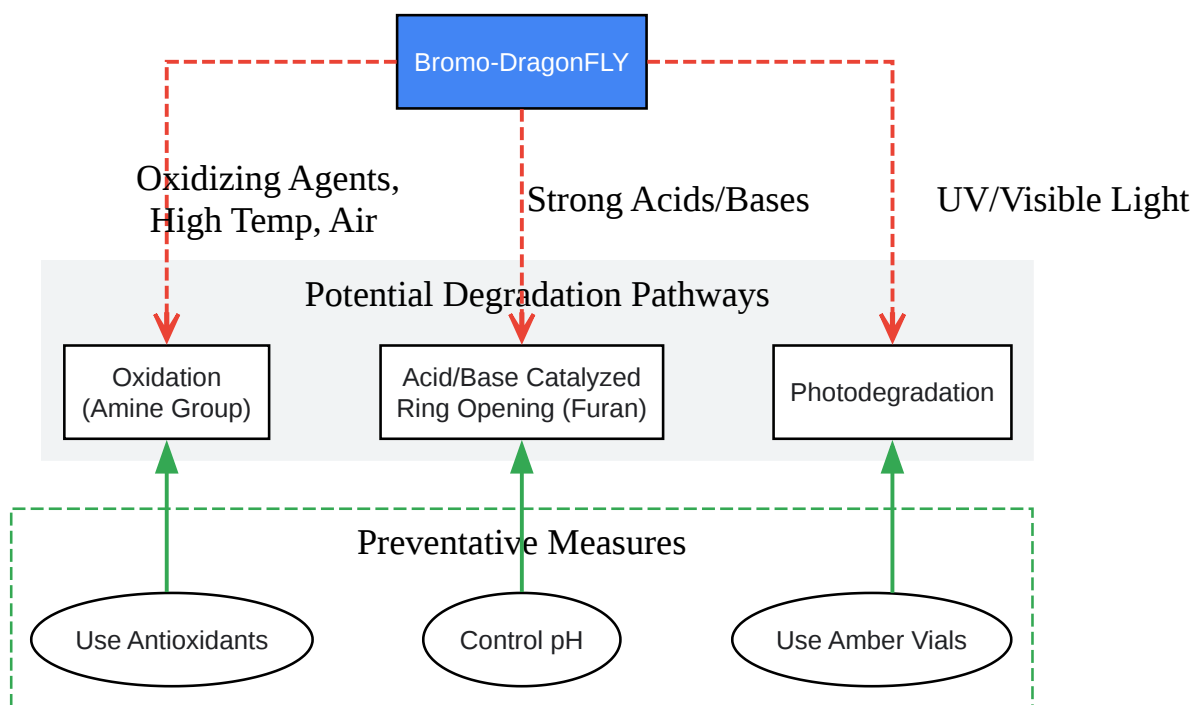 Bromo-DragonFLY
Oxidizing Agents,
High Temp, Air
Strong Acids/Bases
UV/Visible Light
Potential Degradation Pathways
Oxidation
(Amine Group)
Acid/Base Catalyzed
Ring Opening (Furan)
Photodegradation
Preventative Measures
Use Antioxidants
Control pH
Use Amber Vials